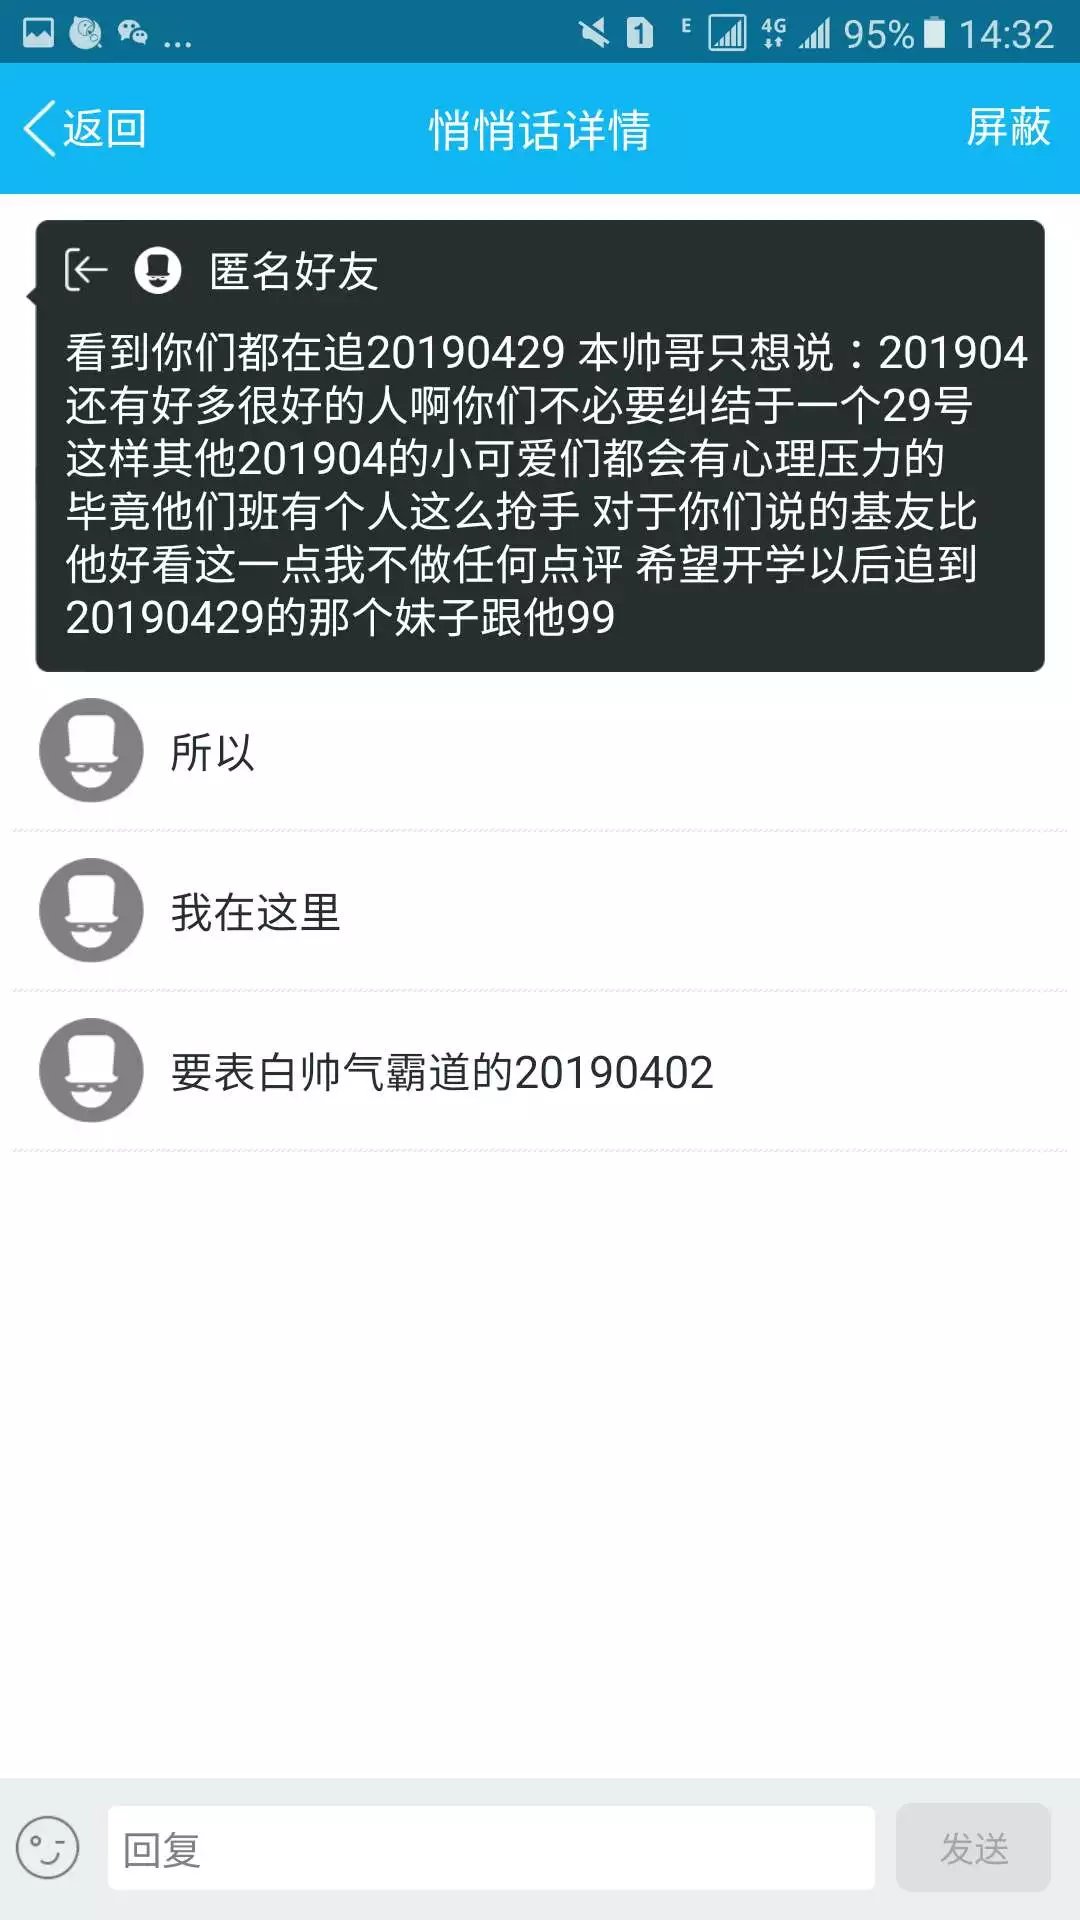 ... 1 E 4G 95% 14:32
返回 悄悄话详情 屏蔽
匿名好友
看到你们都在追20190429 本帅哥只想说：201904
还有好多很好的人啊你们不必要纠结于一个29号
这样其他201904的小可爱们都会有心理压力的
毕竟他们班有个人这么抢手 对于你们说的基友比
他好看这一点我不做任何点评 希望开学以后追到
20190429的那个妹子跟他99
所以
我在这里
要表白帅气霸道的20190402
回复 发送